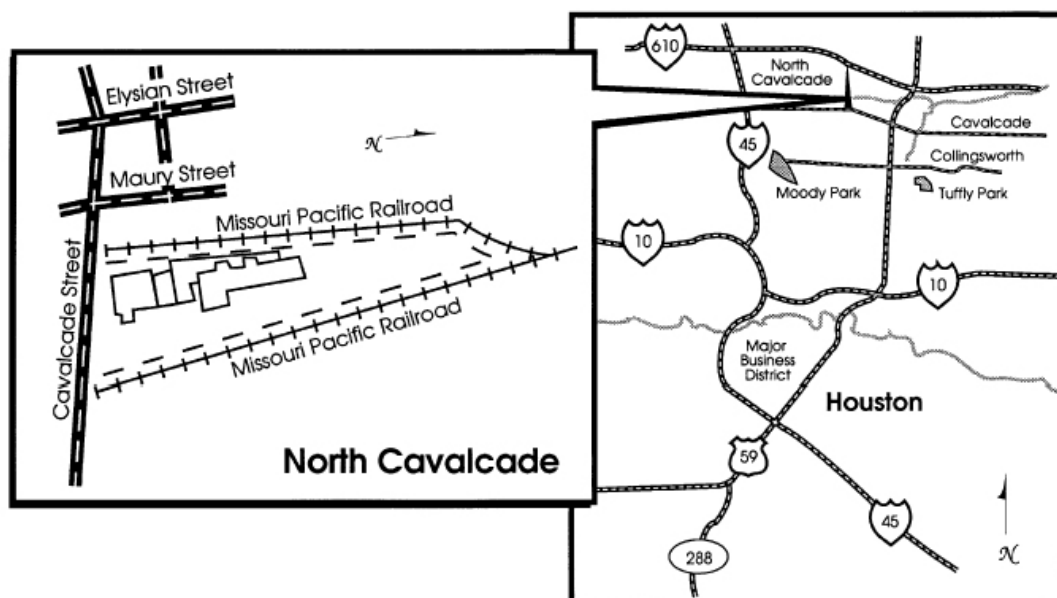 Elysian Street
Maury Street
N
Missouri Pacific Railroad
Cavalcade Street
Missouri Pacific Railroad
North Cavalcade
610
North
Cavalcade
45
Cavalcade
Collingsworth
Moody Park
Tuffly Park
10
10
Major
Business
District
Houston
59
45
288
N